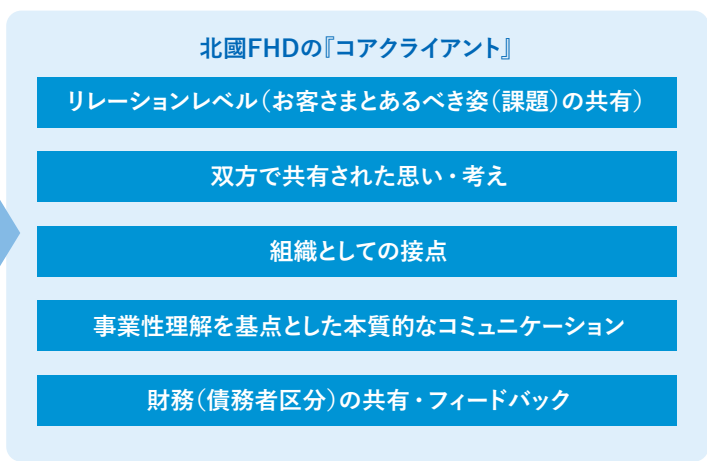 北國FHDの『コアクライアント』
リレーションレベル（お客さまとあるべき姿（課題）の共有）
双方で共有された思い・考え
組織としての接点
事業性理解を基点とした本質的なコミュニケーション
財務（債務者区分）の共有・フィードバック